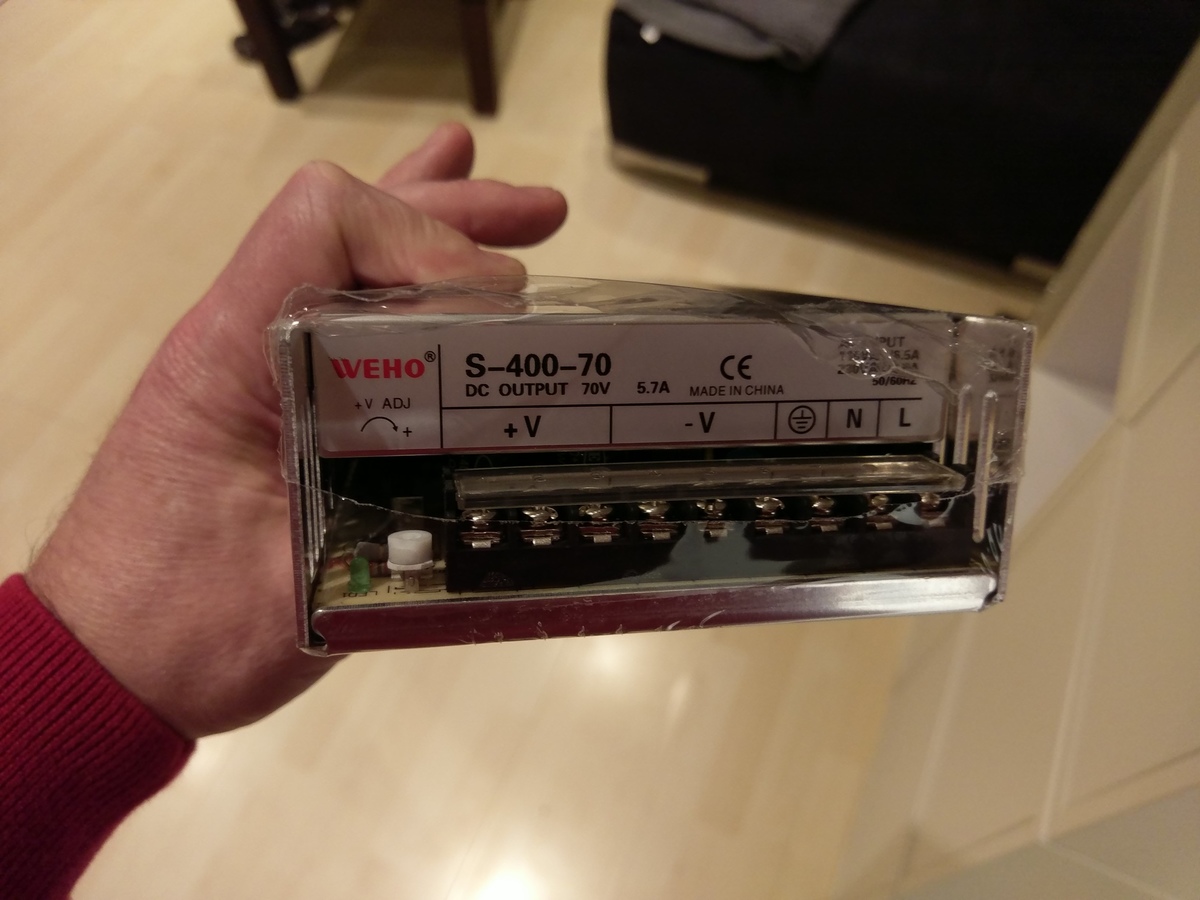 WEHO®
+V ADJ
+
S-400-70
DC OUTPUT 70V 5.7A
CE
MADE IN CHINA
50/60HZ
+V -V N L